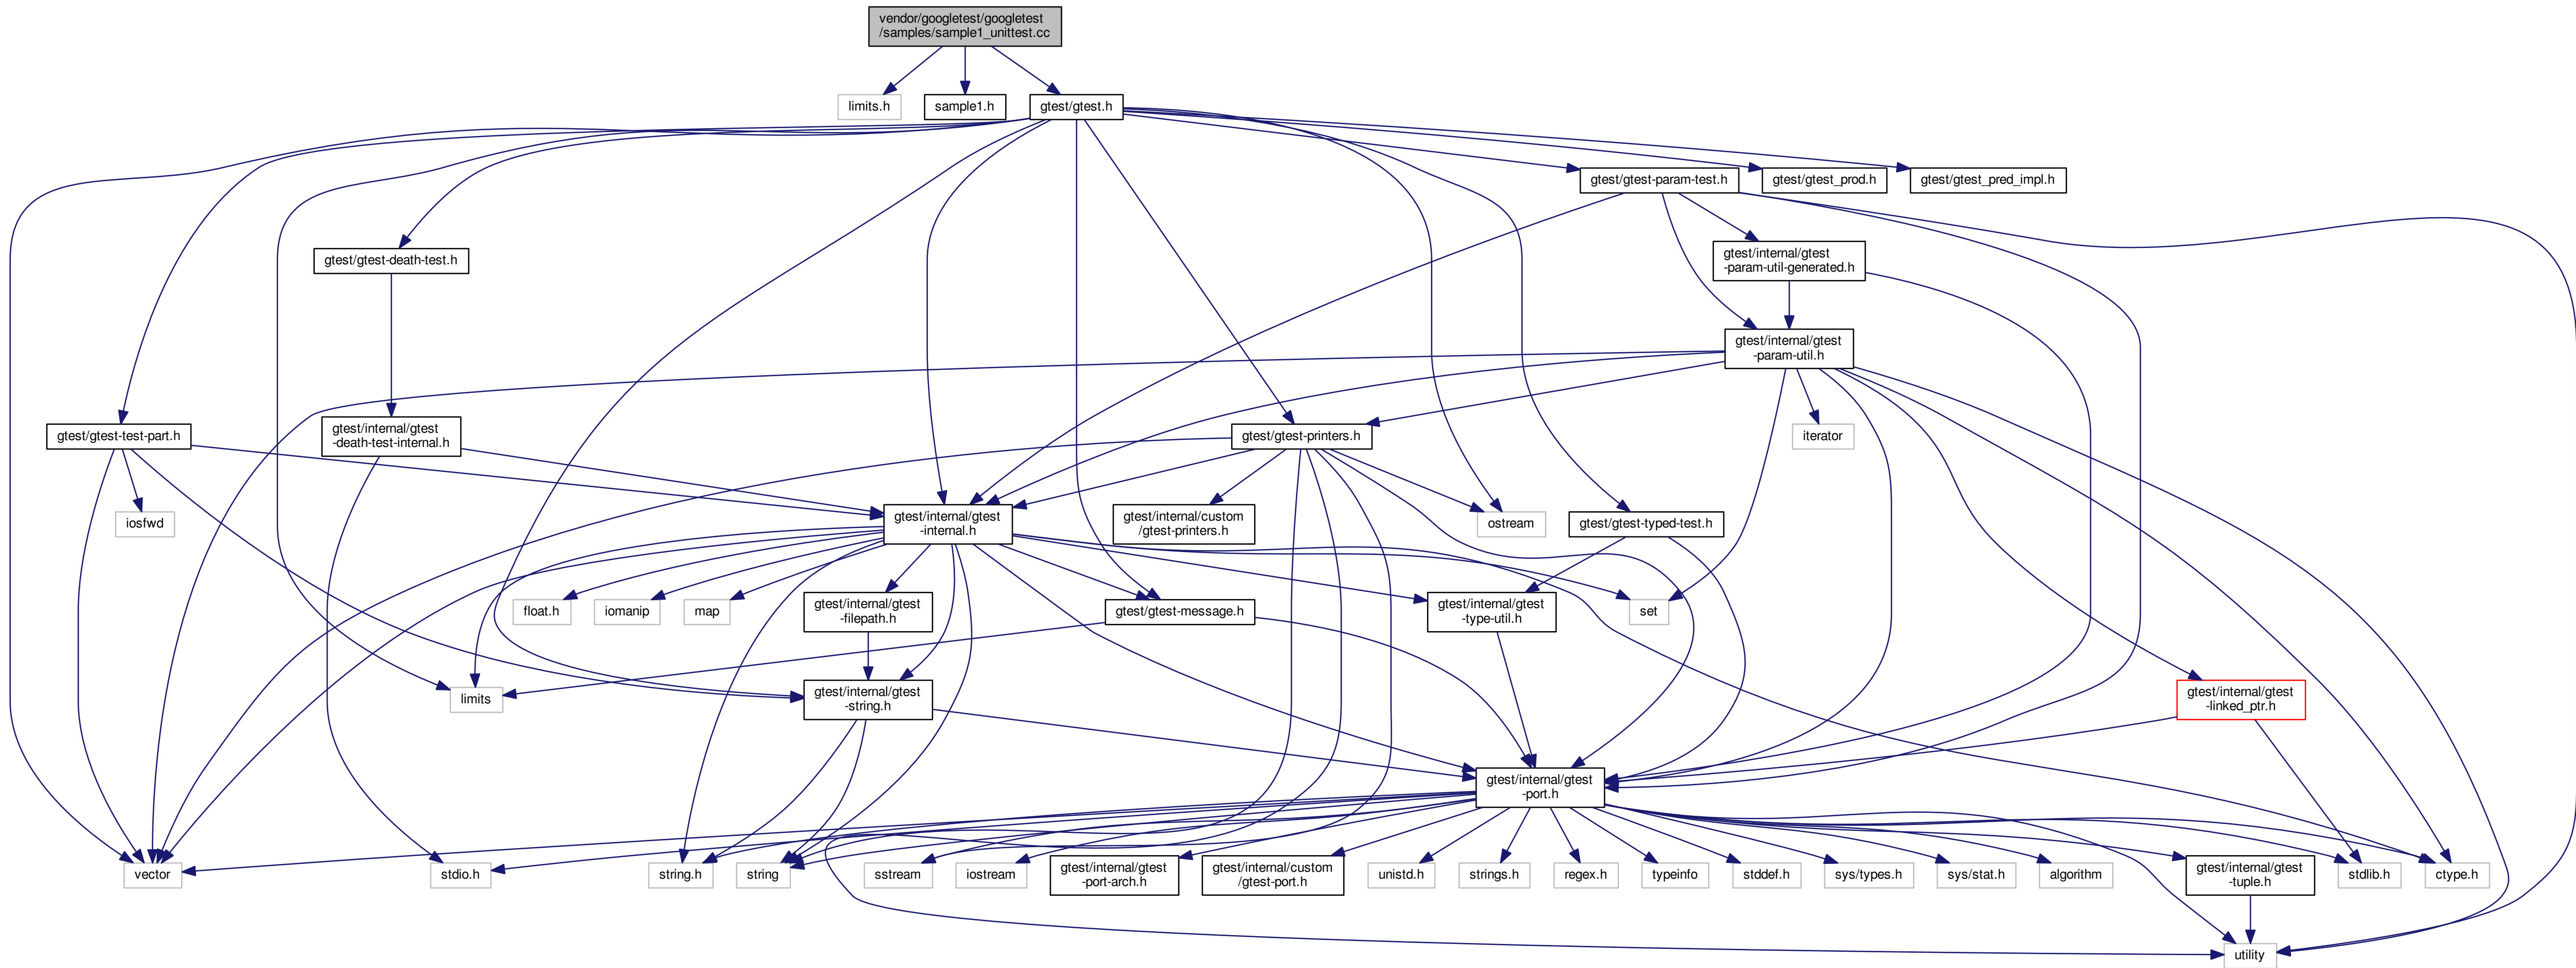 vendor/googletest/googletest
/samples/sample1_unittest.cc
limits.h
sample1.h
gtest/gtest.h
gtest/gtest-param-test.h
gtest/gtest_prod.h
gtest/gtest_pred_impl.h
gtest/gtest-death-test.h
gtest/internal/gtest
-param-util-generated.h
gtest/internal/gtest
-param-util.h
gtest/gtest-test-part.h
gtest/internal/gtest
-death-test-internal.h
gtest/gtest-printers.h
iterator
iosfwd
gtest/internal/gtest
-internal.h
gtest/internal/custom
/gtest-printers.h
ostream
gtest/gtest-typed-test.h
float.h
iomanip
map
gtest/internal/gtest
-filepath.h
gtest/gtest-message.h
gtest/internal/gtest
-type-util.h
set
limits
gtest/internal/gtest
-string.h
gtest/internal/gtest
-linked_ptr.h
gtest/internal/gtest
-port.h
vector
stdio.h
string.h
string
sstream
iostream
gtest/internal/gtest
-port-arch.h
gtest/internal/custom
/gtest-port.h
unistd.h
strings.h
regex.h
typeinfo
stddef.h
sys/types.h
sys/stat.h
algorithm
gtest/internal/gtest
-tuple.h
stdlib.h
ctype.h
utility